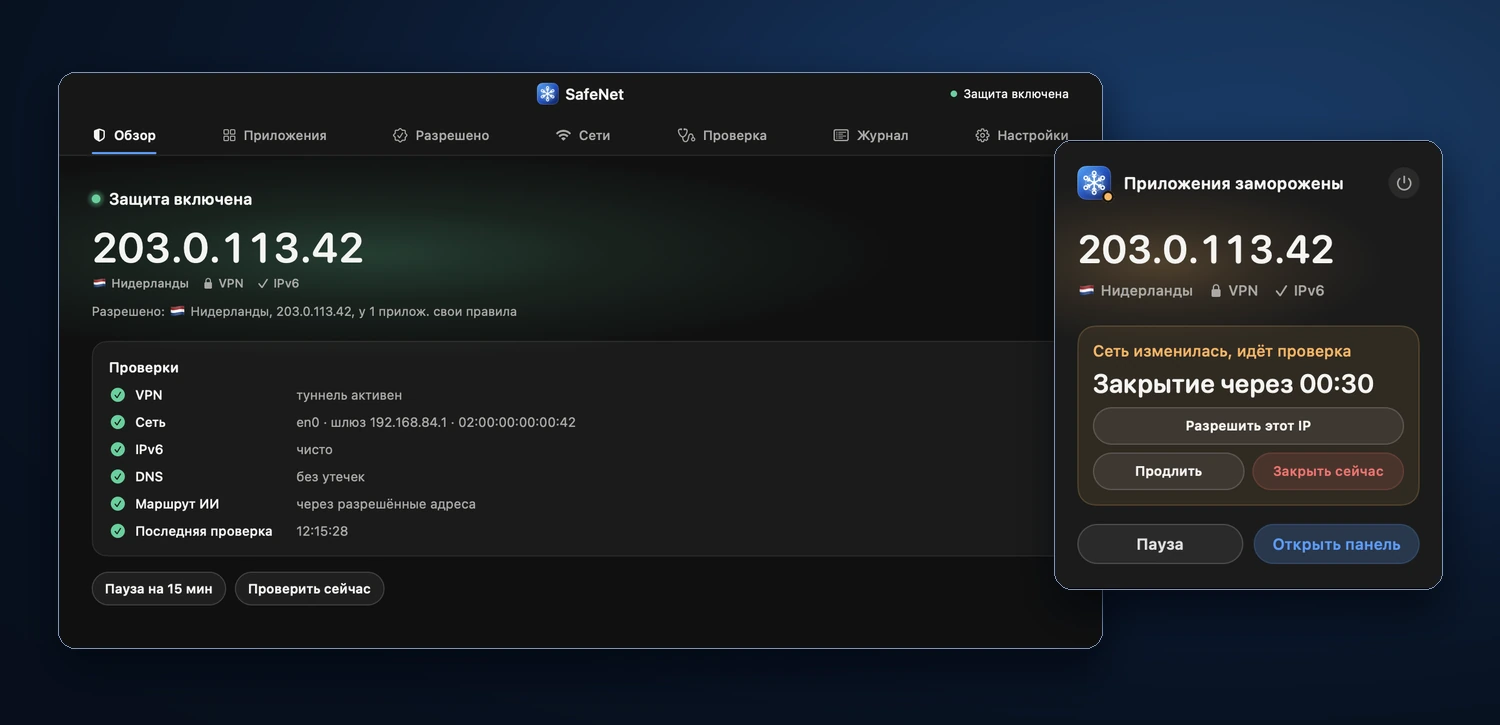 SafeNet
Защита включена
Обзор
Приложения
Разрешено
Сети
Проверка
Журнал
Настройки
Защита включена
203.0.113.42
Нидерланды VPN IPv6
Разрешено: Нидерланды, 203.0.113.42, у 1 прилож. свои правила
Проверки
VPN туннель активен
Сеть en0 · шлюз 192.168.84.1 · 02:00:00:00:00:42
IPv6 чисто
DNS без утечек
Маршрут ИИ через разрешённые адреса
Последняя проверка 12:15:28
Пауза на 15 мин
Проверить сейчас
Приложения заморожены
203.0.113.42
Нидерланды VPN IPv6
Сеть изменилась, идёт проверка
Закрытие через 00:30
Разрешить этот IP
Продлить
Закрыть сейчас
Пауза
Открыть панель